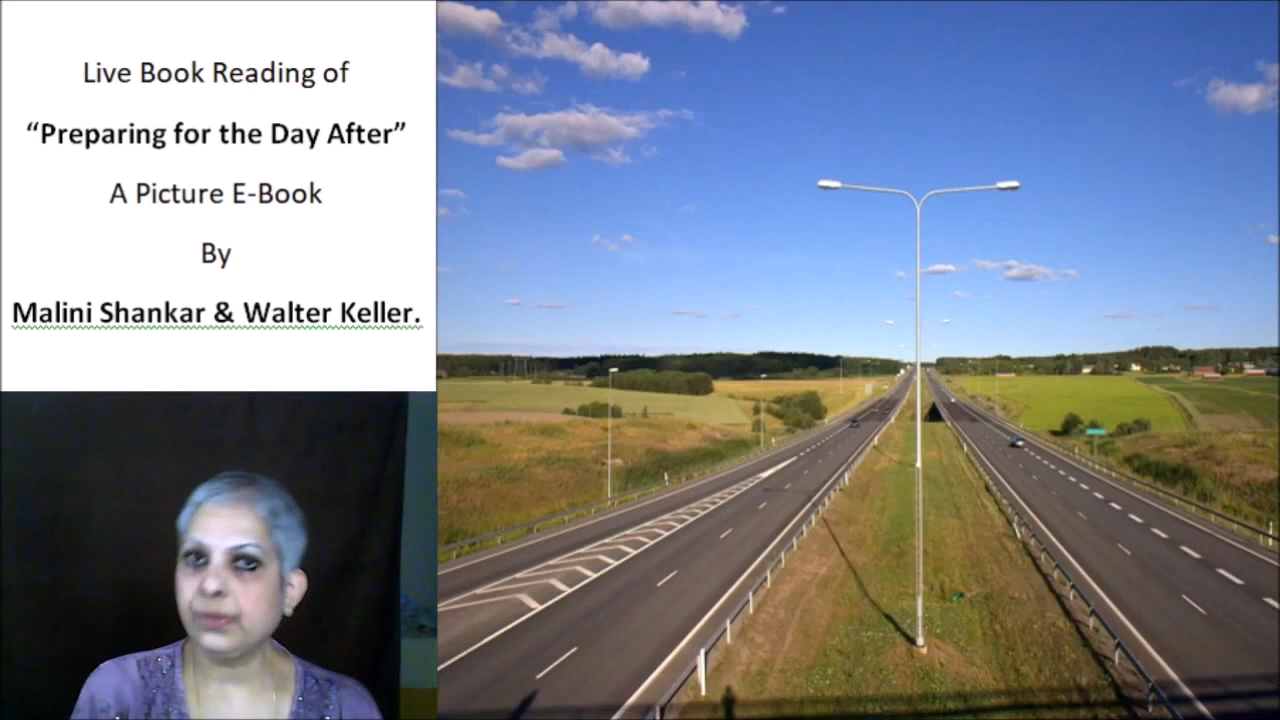 Live Book Reading of
“Preparing for the Day After”
A Picture E-Book
By
Malini Shankar & Walter Keller.